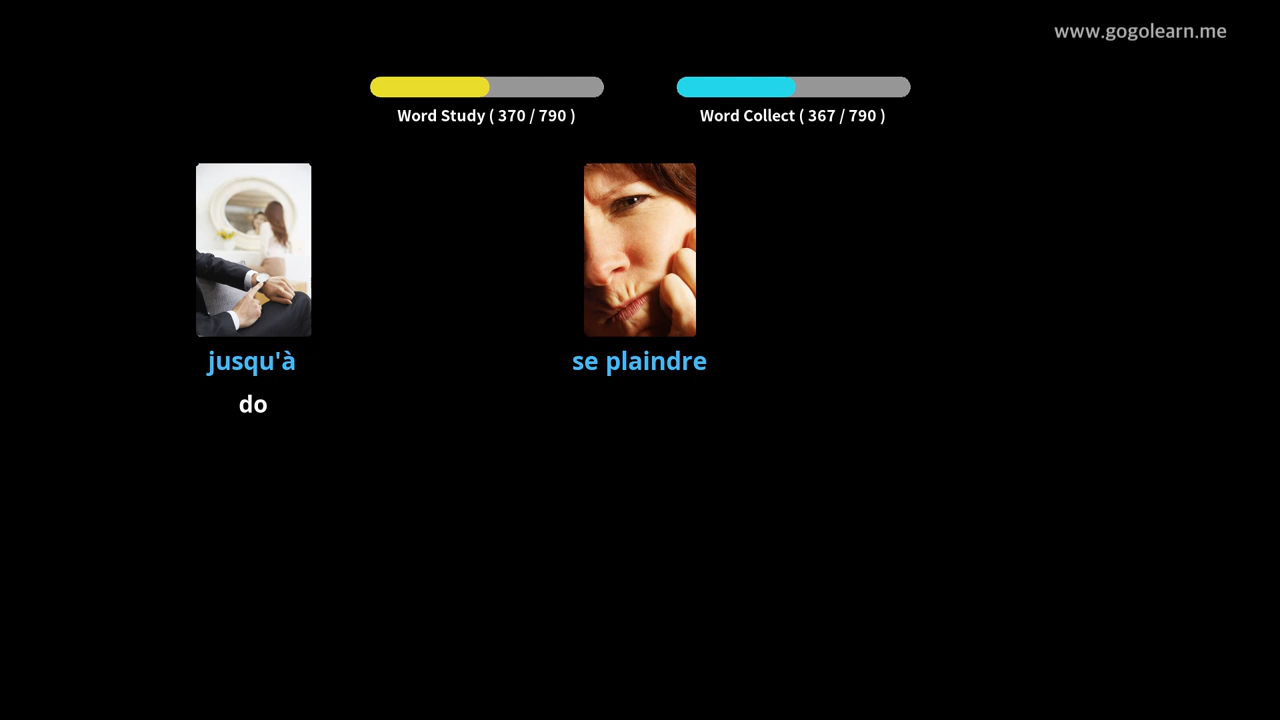 www.gogolearn.me
Word Study ( 370 / 790 )
Word Collect ( 367 / 790 )
jusqu'à
do
se plaindre